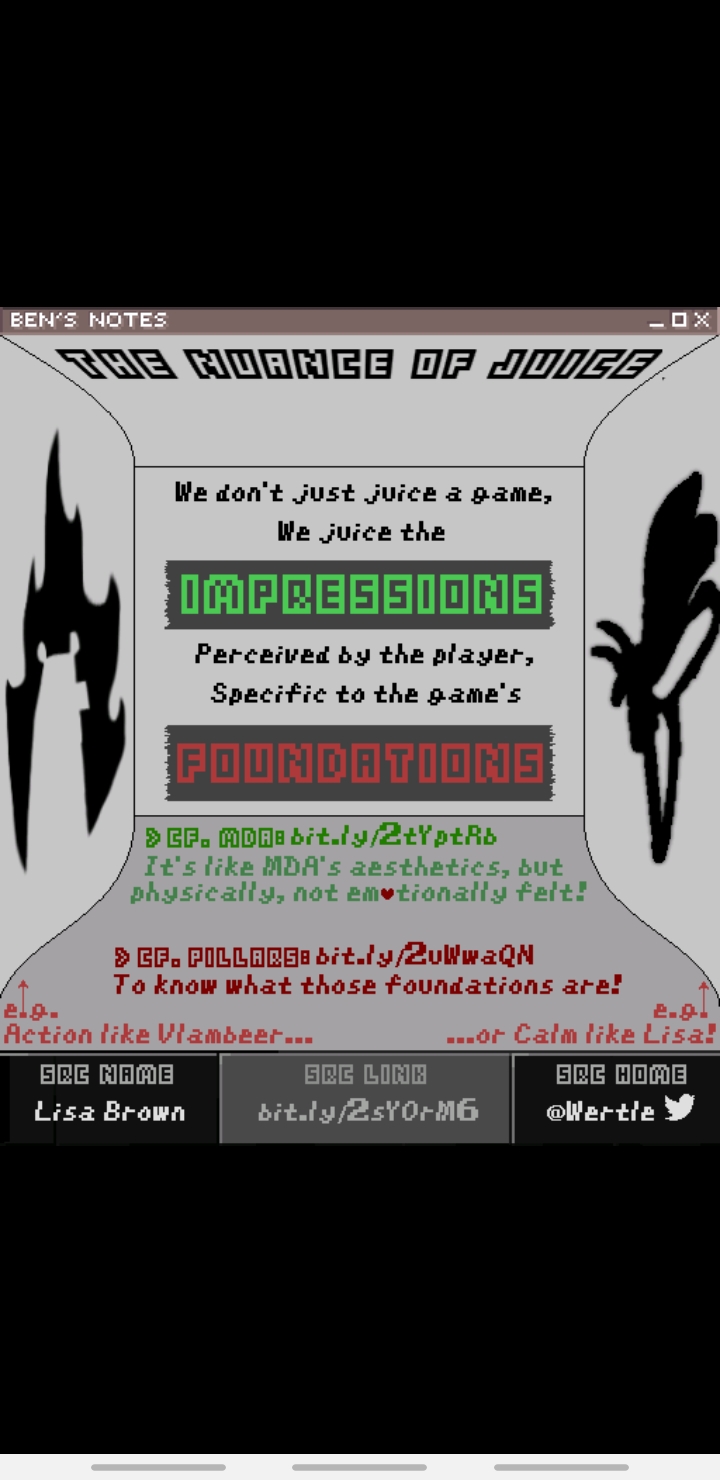 BEN'S NOTES
THE NUANCE OF JUICE
We don't just juice a game,
We juice the
IMPRESSIONS
Perceived by the player,
Specific to the game's
FOUNDATIONS
CF. MDA: bit.ly/2tYptRb
It's like MDA's aesthetics, but
physically, not em♥tionally felt!
CF. PILLARS: bit.ly/2uWwaQN
To know what those foundations are!
e.g.
Action like Vlambeer...
e.g.
...or Calm like Lisa!
SRC NAME
Lisa Brown
SRC LINK
bit.ly/2sYOrM6
SRC HOME
@Wertle